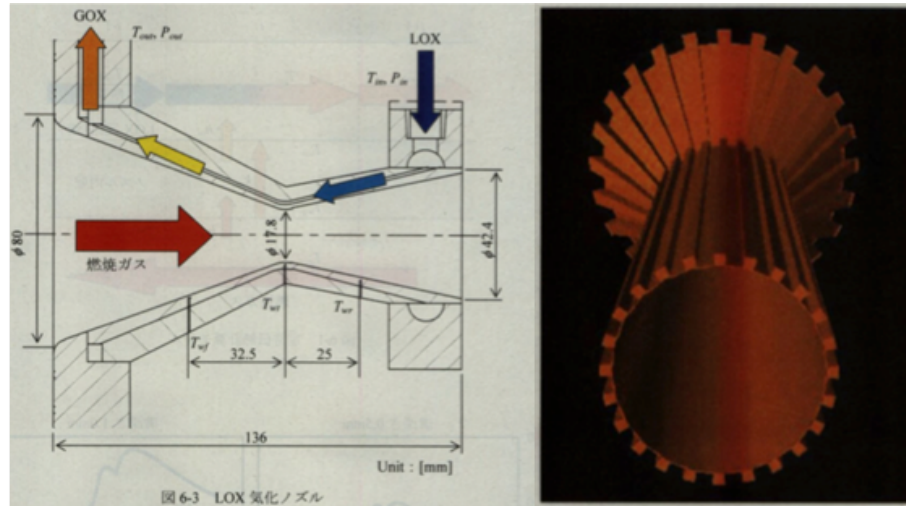 GOX
T_out, P_out
LOX
T_in, P_in
φ80
燃焼ガス
φ17.8
φ42.4
T_wf
T_wt
T_wr
32.5
25
136
Unit : [mm]
図 6-3 LOX 気化ノズル